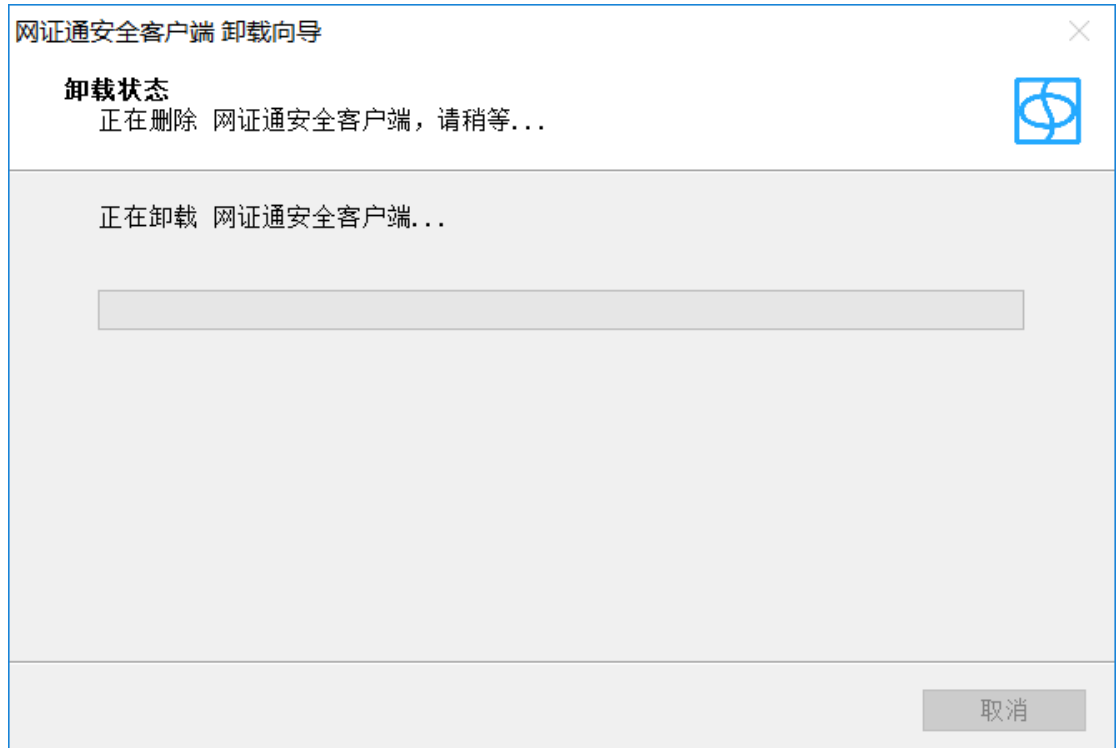 网证通安全客户端 卸载向导
卸载状态
正在删除 网证通安全客户端，请稍等...
正在卸载 网证通安全客户端...
取消